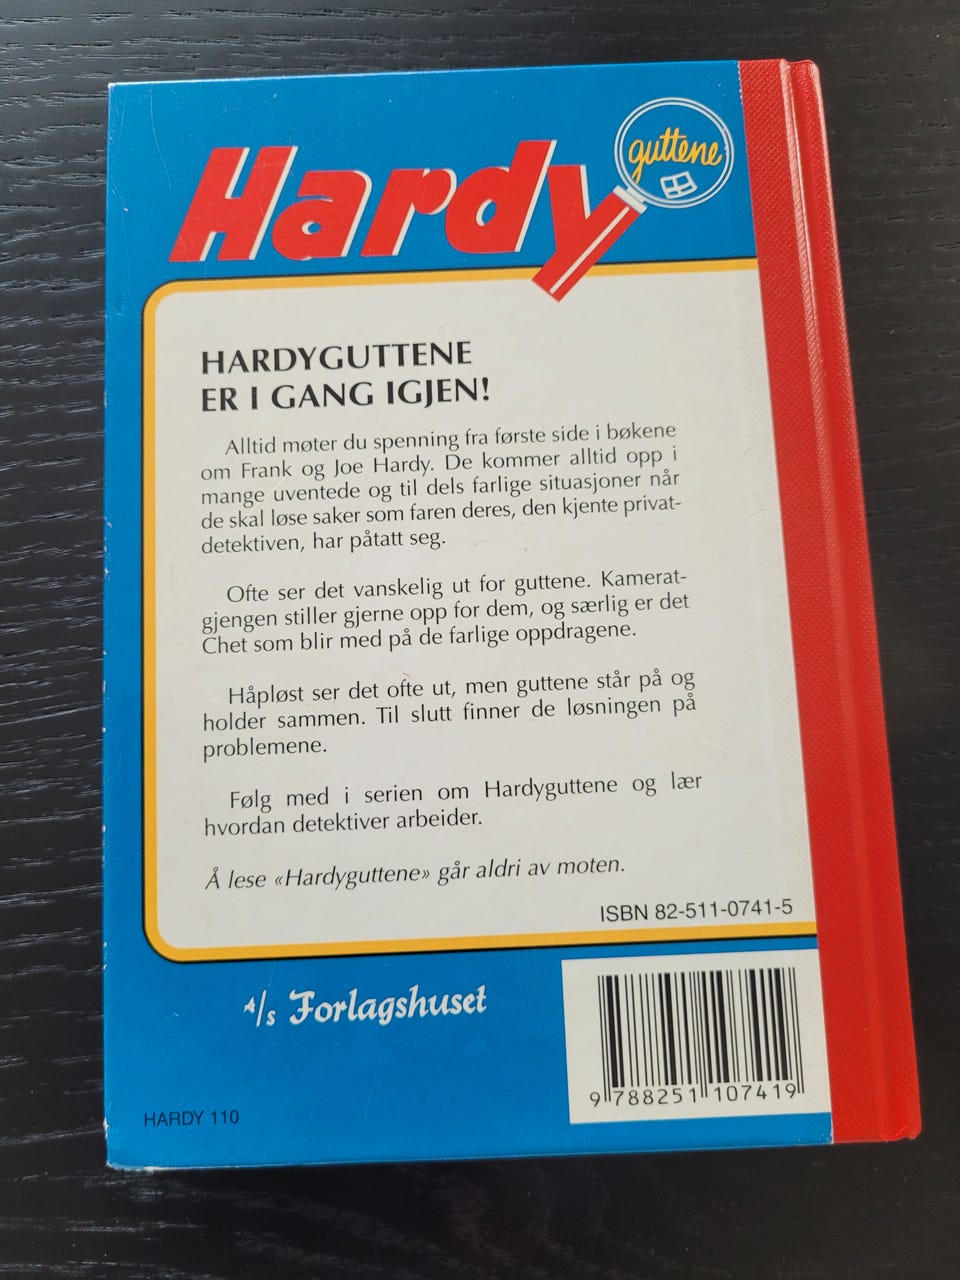 Hardy
guttene
HARDYGUTTENE
ER I GANG IGJEN!
Alltid møter du spenning fra første side i bøkene
om Frank og Joe Hardy. De kommer alltid opp i
mange uventede og til dels farlige situasjoner når
de skal løse saker som faren deres, den kjente privat-
detektiven, har påtatt seg.
Ofte ser det vanskelig ut for guttene. Kamerat-
gjengen stiller gjerne opp for dem, og særlig er det
Chet som blir med på de farlige oppdragene.
Håpløst ser det ofte ut, men guttene står på og
holder sammen. Til slutt finner de løsningen på
problemene.
Følg med i serien om Hardyguttene og lær
hvordan detektiver arbeider.
Å lese «Hardyguttene» går aldri av moten.
ISBN 82-511-0741-5
A/s Forlagshuset
9 788251 107419
HARDY 110